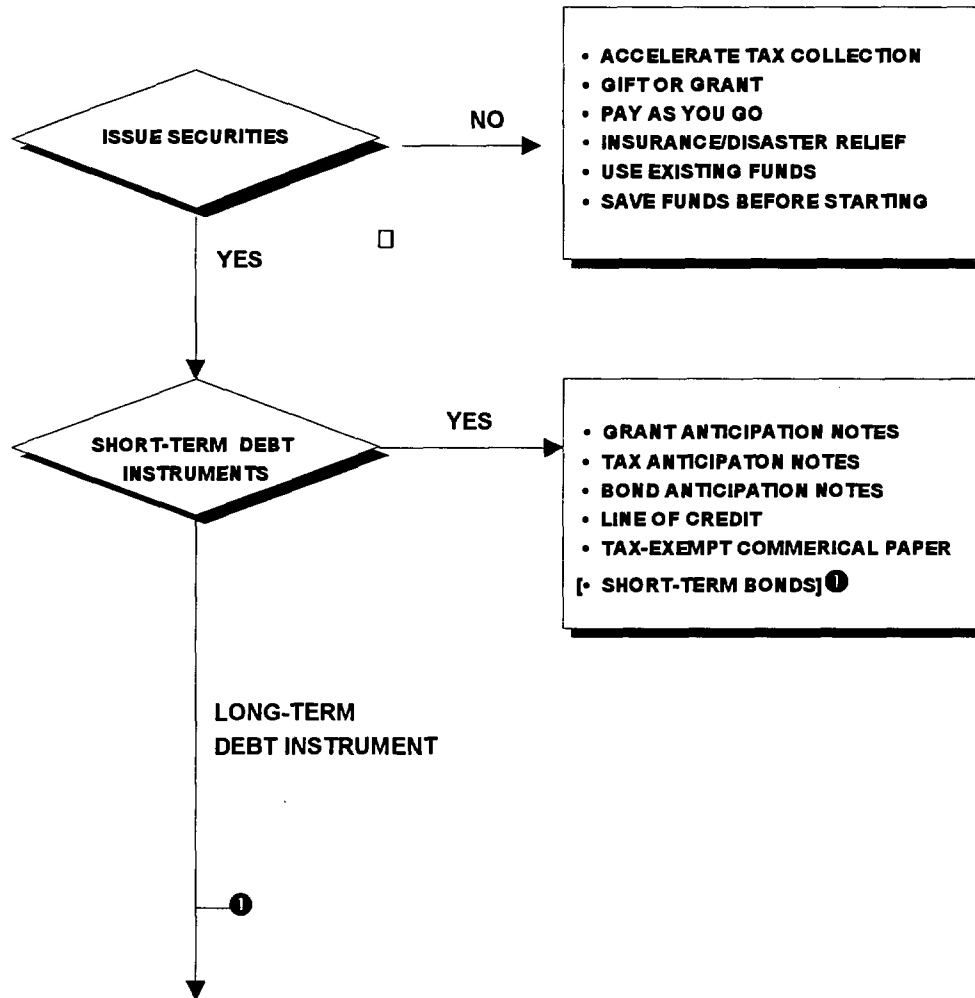 ISSUE SECURITIES
NO
• ACCELERATE TAX COLLECTION
• GIFT OR GRANT
• PAY AS YOU GO
• INSURANCE/DISASTER RELIEF
• USE EXISTING FUNDS
• SAVE FUNDS BEFORE STARTING
YES
SHORT-TERM DEBT
INSTRUMENTS
YES
• GRANT ANTICIPATION NOTES
• TAX ANTICIPATON NOTES
• BOND ANTICIPATION NOTES
• LINE OF CREDIT
• TAX-EXEMPT COMMERICAL PAPER
[• SHORT-TERM BONDS] ❶
LONG-TERM
DEBT INSTRUMENT
❶